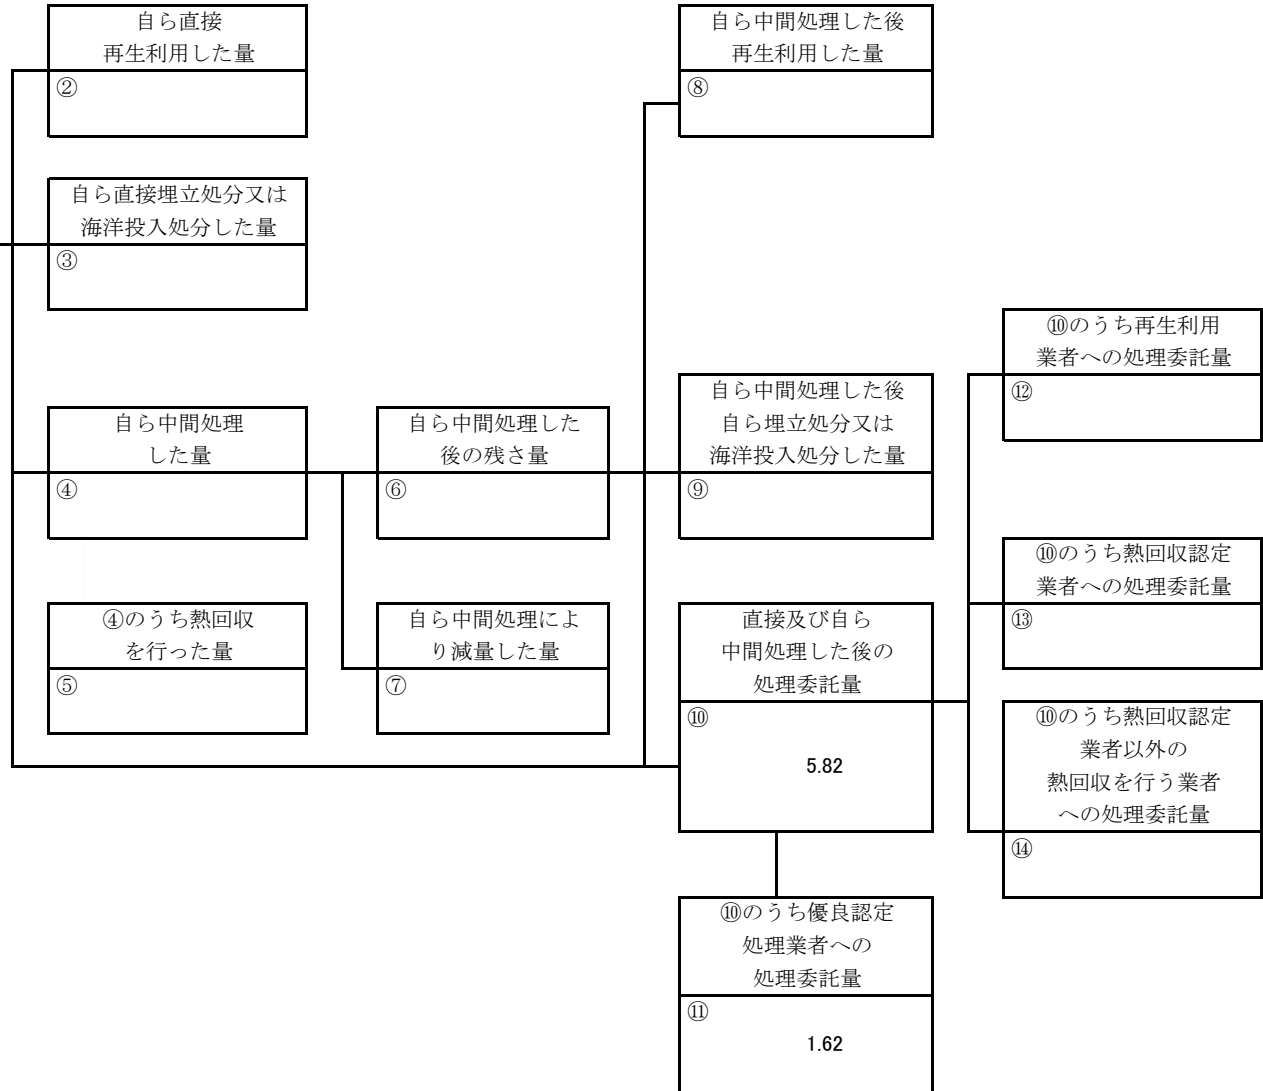 自ら直接
再生利用した量
②
自ら直接埋立処分又は
海洋投入処分した量
③
自ら中間処理
した量
④
④のうち熱回収
を行った量
⑤
自ら中間処理した
後の残さ量
⑥
自ら中間処理によ
り減量した量
⑦
自ら中間処理した後
再生利用した量
⑧
自ら中間処理した後
自ら埋立処分又は
海洋投入処分した量
⑨
直接及び自ら
中間処理した後の
処理委託量
⑩
5.82
⑩のうち優良認定
処理業者への
処理委託量
⑪
1.62
⑩のうち再生利用
業者への処理委託量
⑫
⑩のうち熱回収認定
業者への処理委託量
⑬
⑩のうち熱回収認定
業者以外の
熱回収を行う業者
への処理委託量
⑭